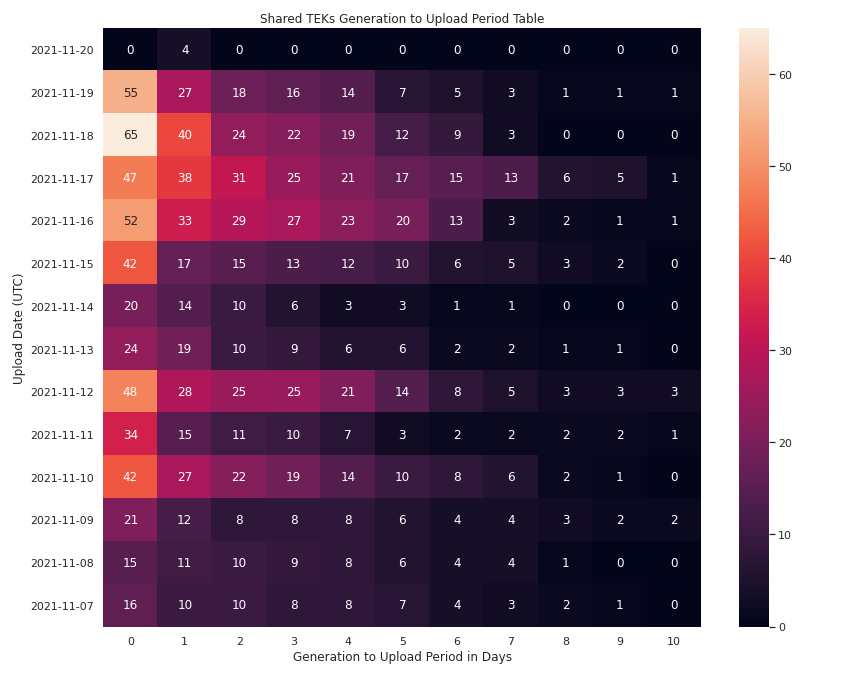 Shared TEKs Generation to Upload Period Table
Upload Date (UTC)
2021-11-20 0 4 0 0 0 0 0 0 0 0 0
2021-11-19 55 27 18 16 14 7 5 3 1 1 1
2021-11-18 65 40 24 22 19 12 9 3 0 0 0
2021-11-17 47 38 31 25 21 17 15 13 6 5 1
2021-11-16 52 33 29 27 23 20 13 3 2 1 1
2021-11-15 42 17 15 13 12 10 6 5 3 2 0
2021-11-14 20 14 10 6 3 3 1 1 0 0 0
2021-11-13 24 19 10 9 6 6 2 2 1 1 0
2021-11-12 48 28 25 25 21 14 8 5 3 3 3
2021-11-11 34 15 11 10 7 3 2 2 2 2 1
2021-11-10 42 27 22 19 14 10 8 6 2 1 0
2021-11-09 21 12 8 8 8 6 4 4 3 2 2
2021-11-08 15 11 10 9 8 6 4 4 1 0 0
2021-11-07 16 10 10 8 8 7 4 3 2 1 0
0 1 2 3 4 5 6 7 8 9 10
Generation to Upload Period in Days
60
50
40
30
20
10
0